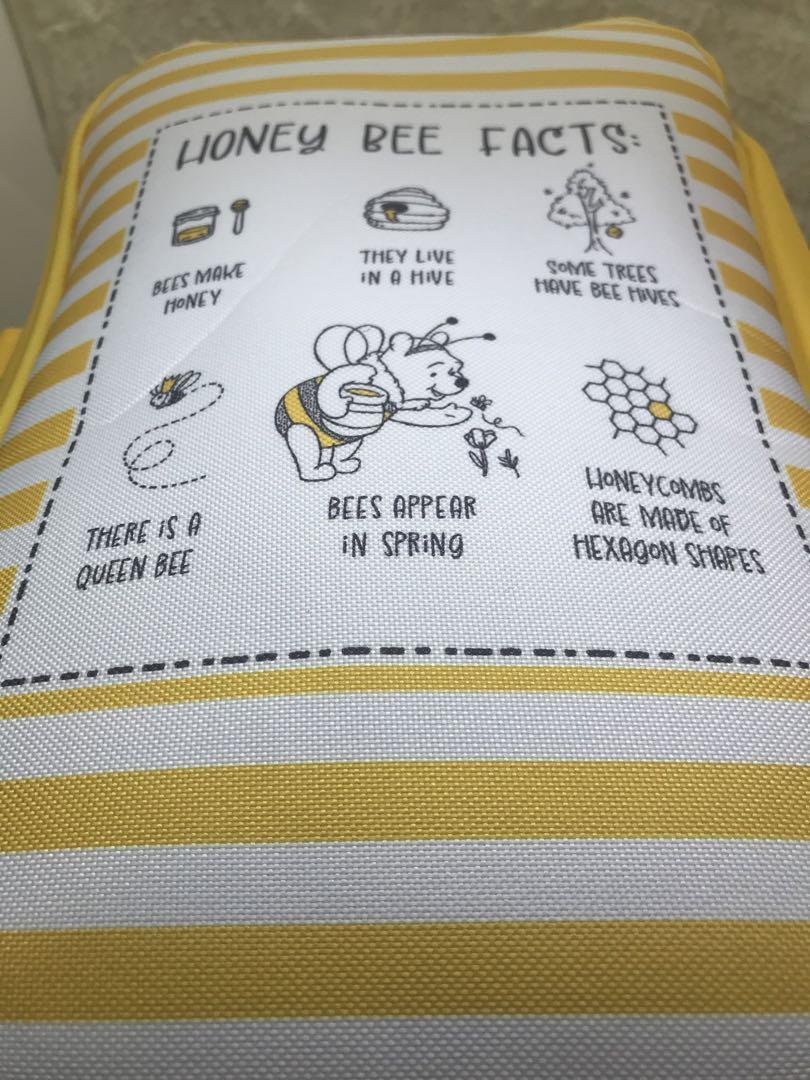 HONEY BEE FACTS:
BEES MAKE
HONEY
THEY LIVE
IN A HIVE
SOME TREES
HAVE BEE HIVES
THERE IS A
QUEEN BEE
BEES APPEAR
IN SPRING
HONEYCOMBS
ARE MADE OF
HEXAGON SHAPES